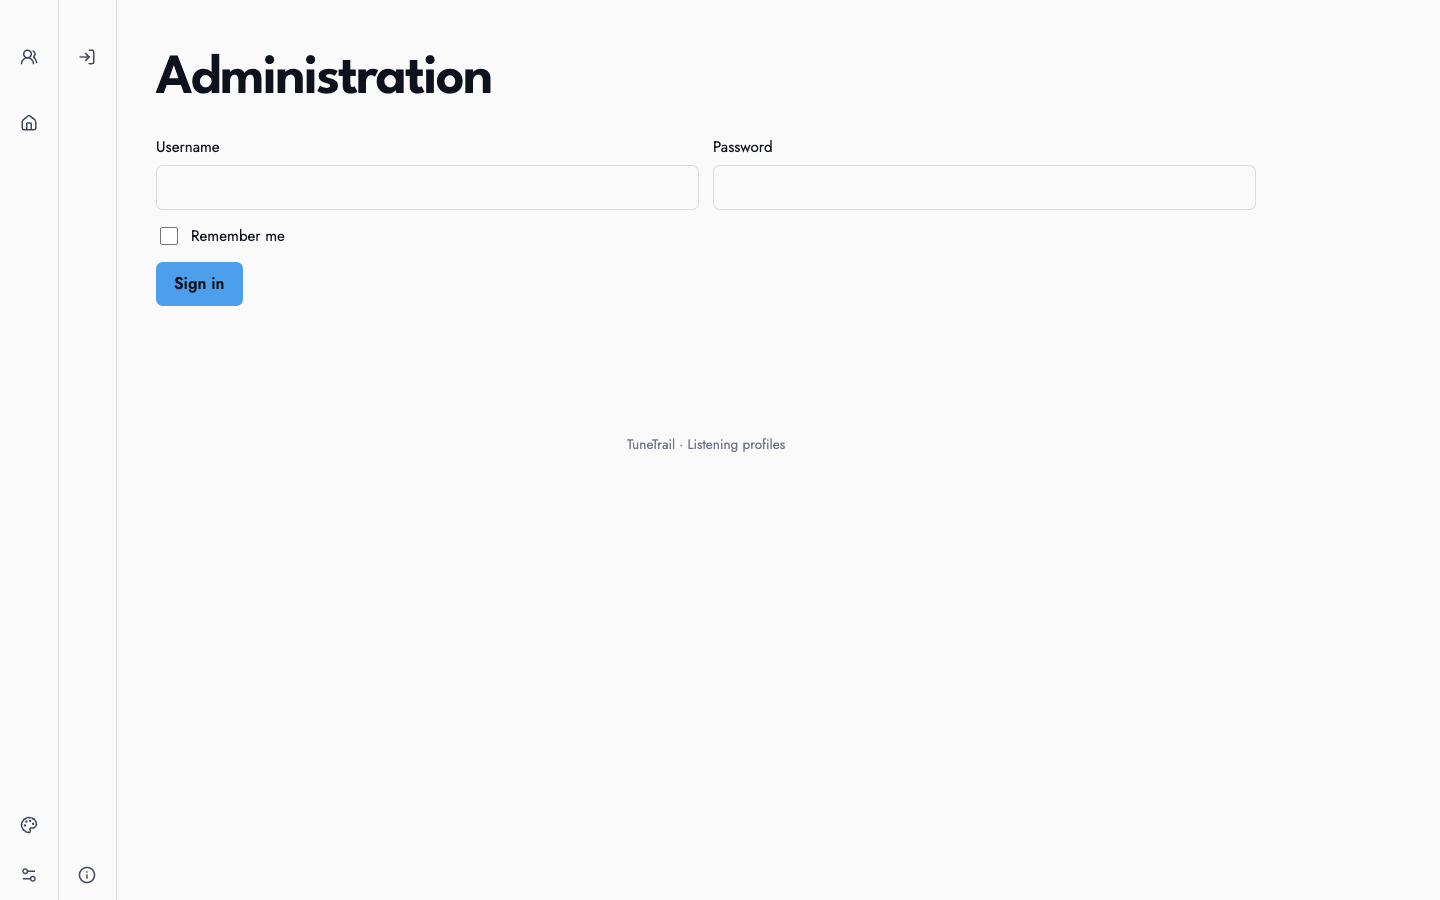 Administration
Username
Password
Remember me
Sign in
TuneTrail · Listening profiles